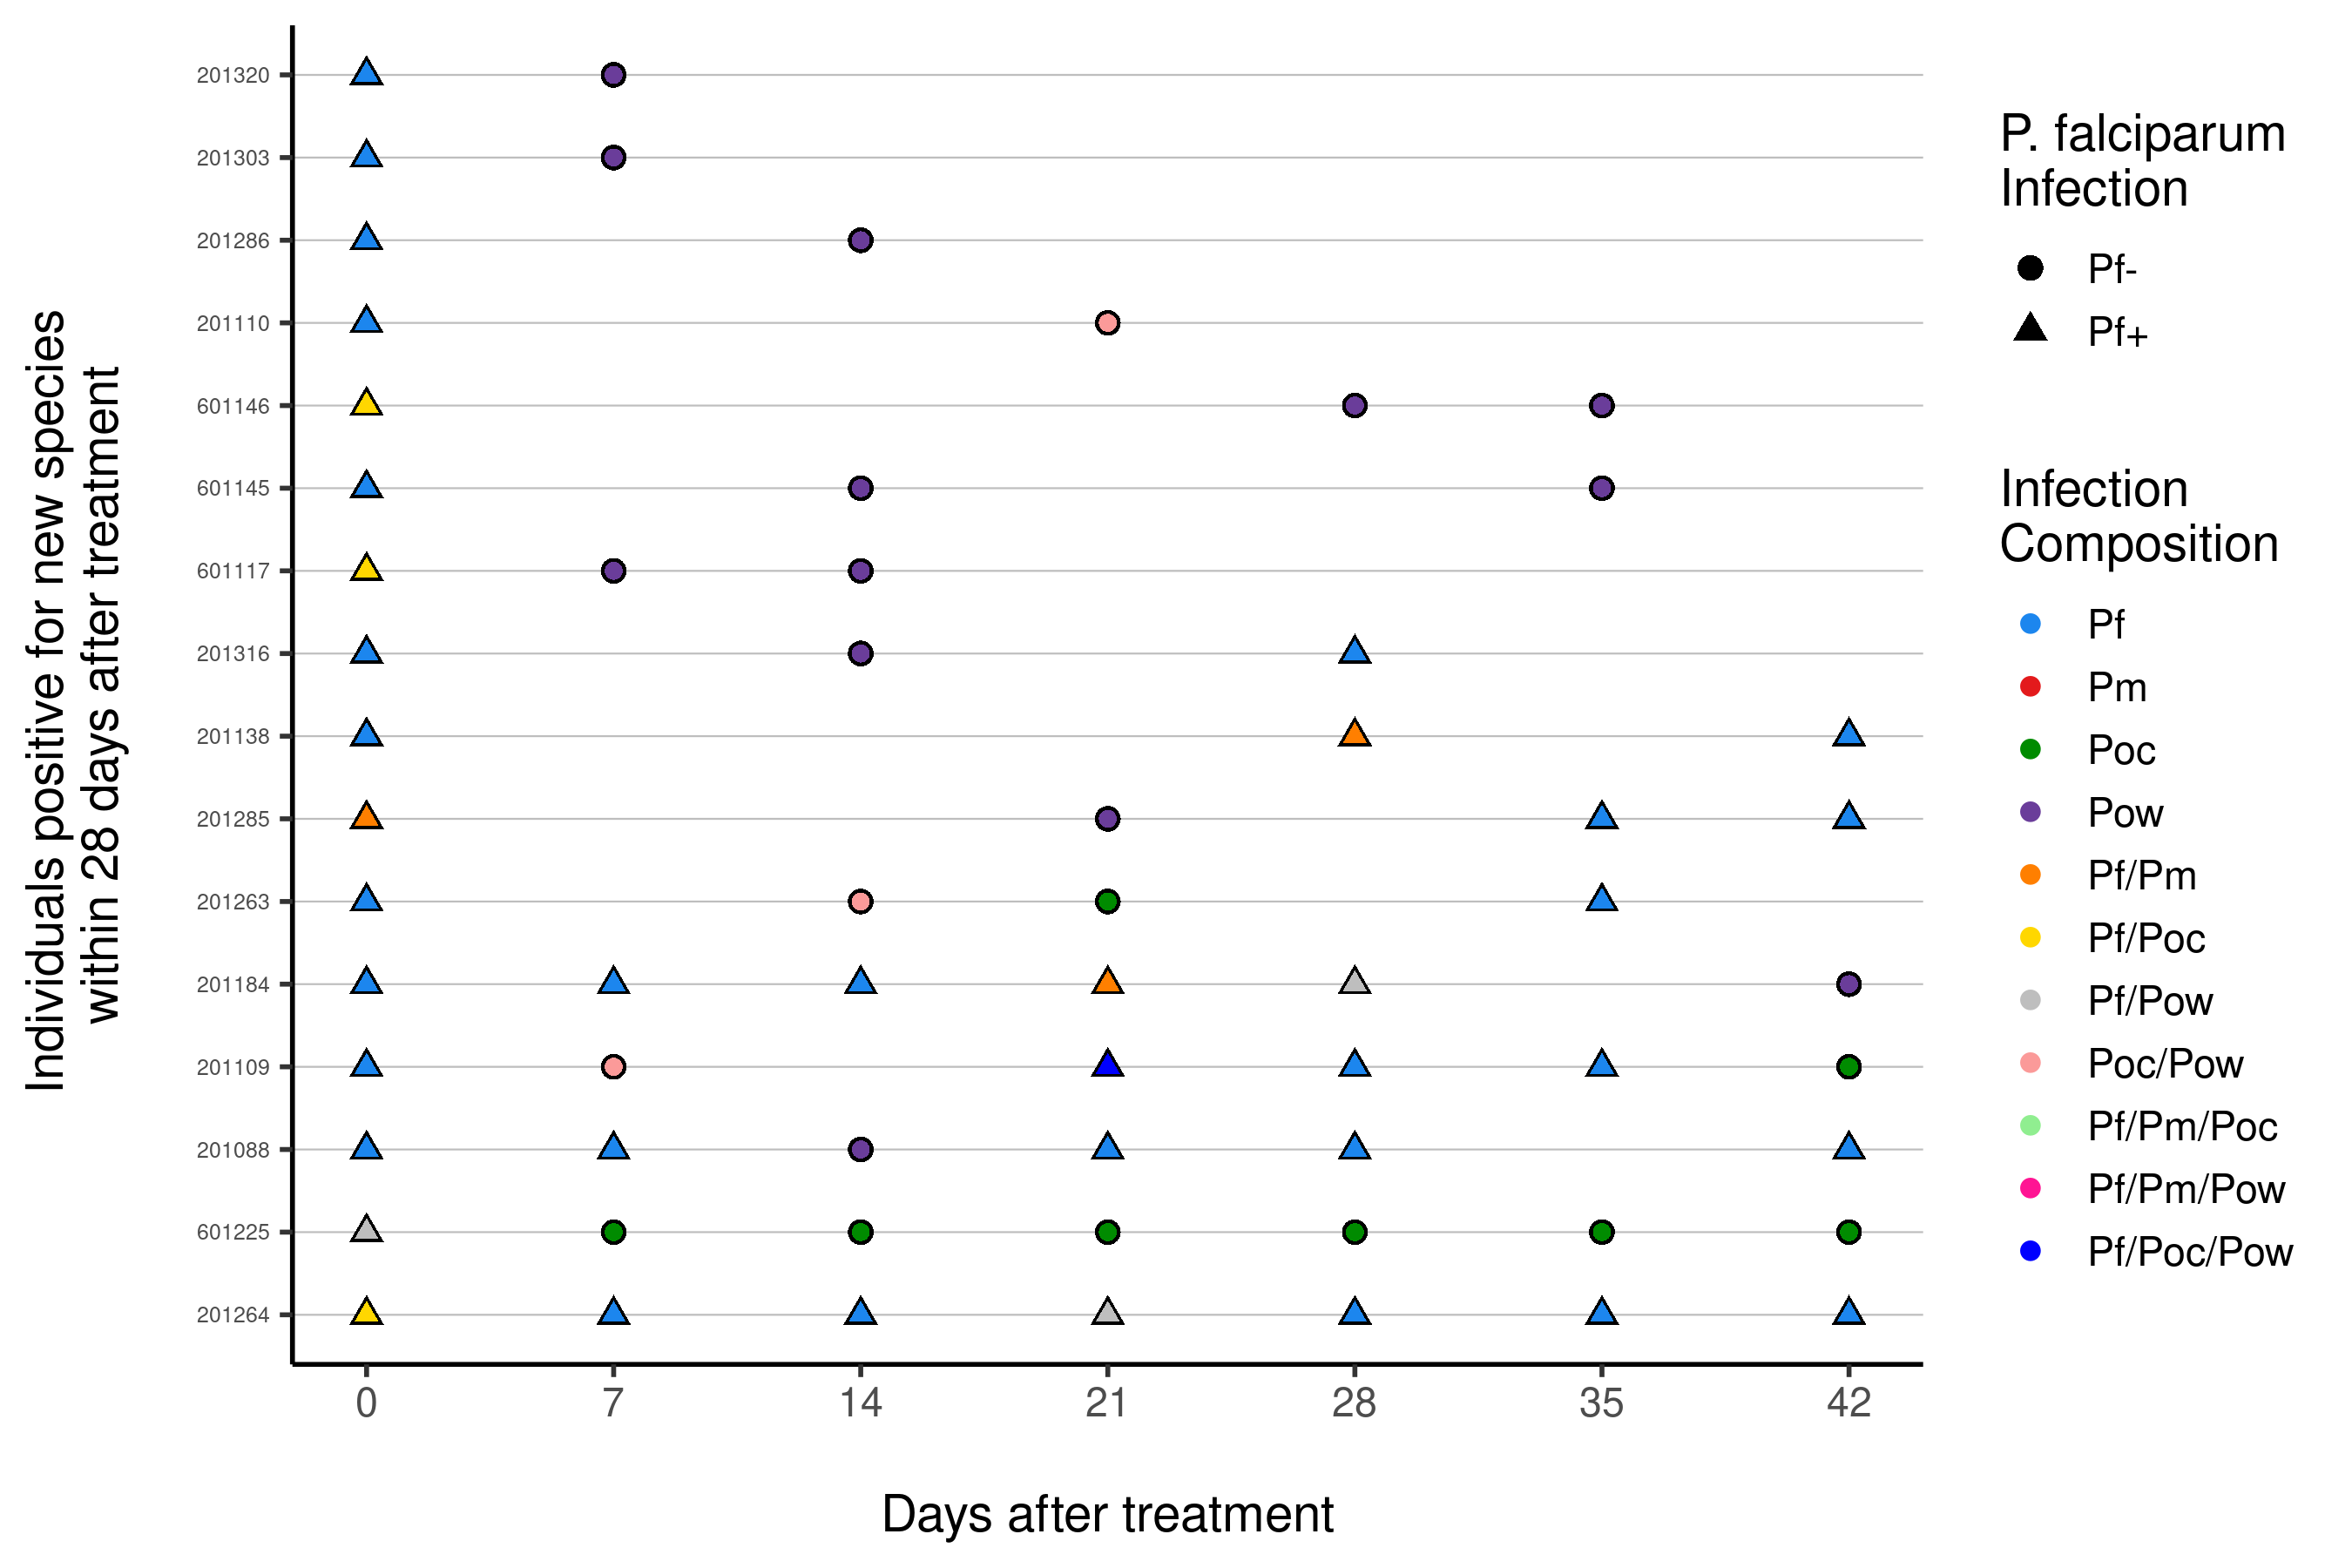 Individuals positive for new species
within 28 days after treatment
201320
201303
201286
201110
601146
601145
601117
201316
201138
201285
201263
201184
201109
201088
601225
201264
0 7 14 21 28 35 42
Days after treatment
P. falciparum
Infection
Pf-
Pf+
Infection
Composition
Pf
Pm
Poc
Pow
Pf/Pm
Pf/Poc
Pf/Pow
Poc/Pow
Pf/Pm/Poc
Pf/Pm/Pow
Pf/Poc/Pow